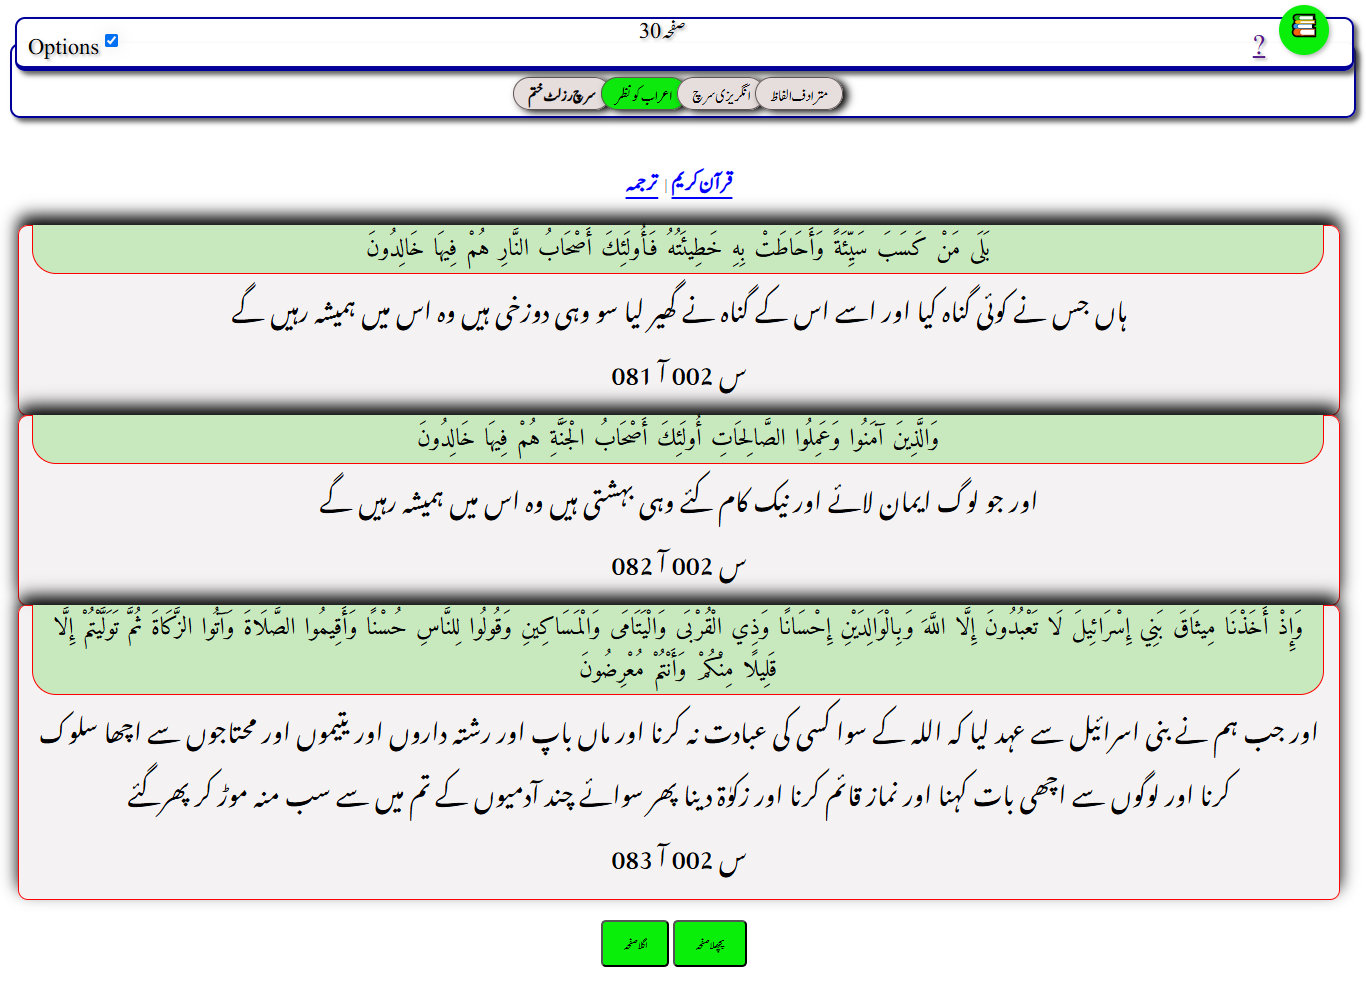 صفحہ 30
Options
?
مترادف الفاظ
انگریزی سرچ
اعراب کو نظر
سرچ رزلٹ ختم
قرآن کریم | ترجمہ
بَلَى مَنْ كَسَبَ سَيِّئَةً وَأَحَاطَتْ بِهِ خَطِيئَتُهُ فَأُولَئِكَ أَصْحَابُ النَّارِ هُمْ فِيهَا خَالِدُونَ
ہاں جس نے کوئی گناہ کیا اور اسے اس کے گناہ نے گھیر لیا سو وہی دوزخی ہیں وہ اس میں ہمیشہ رہیں گے
س 002 آ 081
وَالَّذِينَ آمَنُوا وَعَمِلُوا الصَّالِحَاتِ أُولَئِكَ أَصْحَابُ الْجَنَّةِ هُمْ فِيهَا خَالِدُونَ
اور جو لوگ ایمان لائے اور نیک کام کئے وہی بہشتی ہیں وہ اس میں ہمیشہ رہیں گے
س 002 آ 082
وَإِذْ أَخَذْنَا مِيثَاقَ بَنِي إِسْرَائِيلَ لَا تَعْبُدُونَ إِلَّا اللَّهَ وَبِالْوَالِدَيْنِ إِحْسَانًا وَذِي الْقُرْبَى وَالْيَتَامَى وَالْمَسَاكِينِ وَقُولُوا لِلنَّاسِ حُسْنًا وَأَقِيمُوا الصَّلَاةَ وَآتُوا الزَّكَاةَ ثُمَّ تَوَلَّيْتُمْ إِلَّا
قَلِيلًا مِنْكُمْ وَأَنْتُمْ مُعْرِضُونَ
اور جب ہم نے بنی اسرائیل سے عہد لیا کہ اللہ کے سوا کسی کی عبادت نہ کرنا اور ماں باپ اور رشتہ داروں اور یتیموں اور محتاجوں سے اچھا سلوک
کرنا اور لوگوں سے اچھی بات کہنا اور نماز قائم کرنا اور زکوٰۃ دینا پھر سوائے چند آدمیوں کے تم میں سے سب منہ موڑ کر پھر گئے
س 002 آ 083
پچھلا صفحہ
اگلا صفحہ